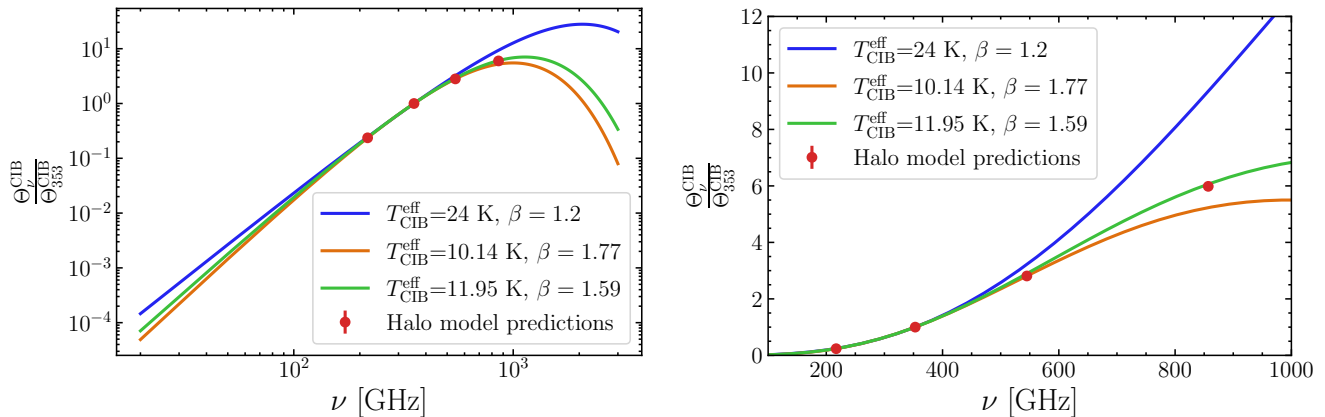 10^1
10^0
10^{-1}
10^{-2}
10^{-3}
10^{-4}
Θ_ν^CIB / Θ_353^CIB
T_CIB^eff=24 K, β = 1.2
T_CIB^eff=10.14 K, β = 1.77
T_CIB^eff=11.95 K, β = 1.59
Halo model predictions
10^2 10^3
ν [GHz]
12
10
8
6
4
2
0
Θ_ν^CIB / Θ_353^CIB
T_CIB^eff=24 K, β = 1.2
T_CIB^eff=10.14 K, β = 1.77
T_CIB^eff=11.95 K, β = 1.59
Halo model predictions
200 400 600 800 1000
ν [GHz]